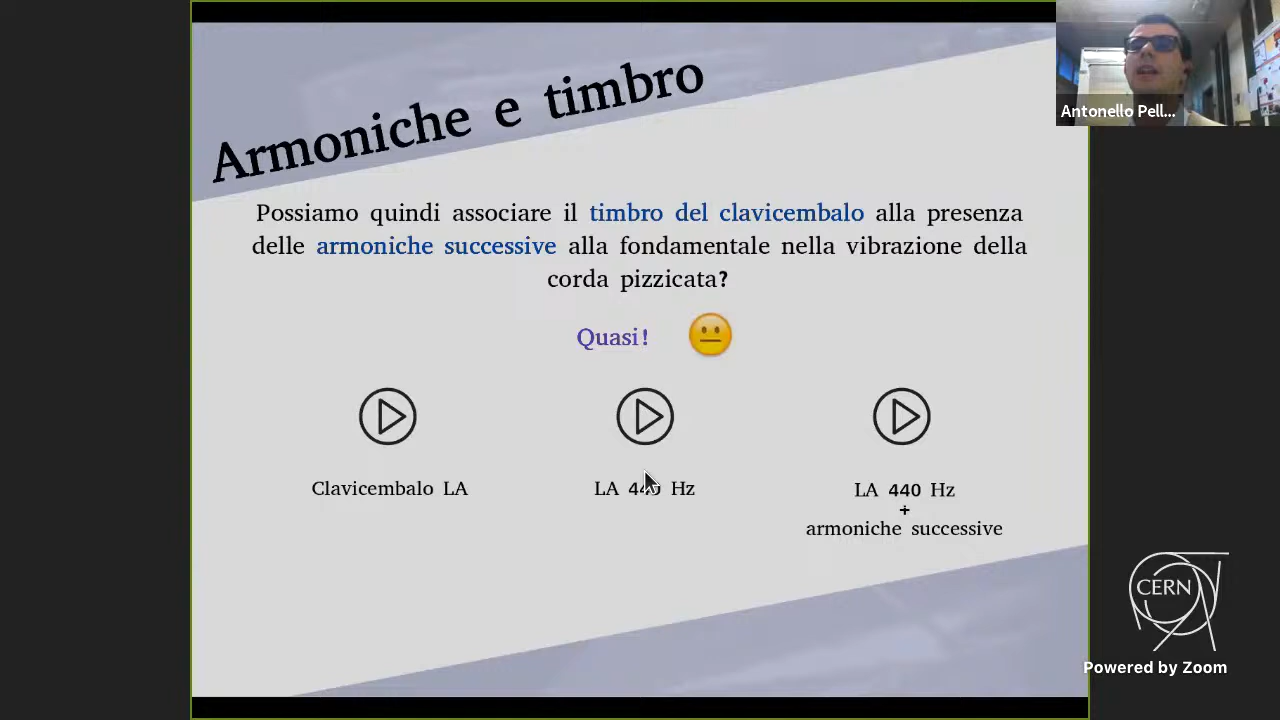 Armoniche e timbro
Possiamo quindi associare il timbro del clavicembalo alla presenza
delle armoniche successive alla fondamentale nella vibrazione della
corda pizzicata?
Quasi!
Clavicembalo LA
LA 440 Hz
LA 440 Hz
+
armoniche successive
Antonello Pell...
CERN
Powered by Zoom